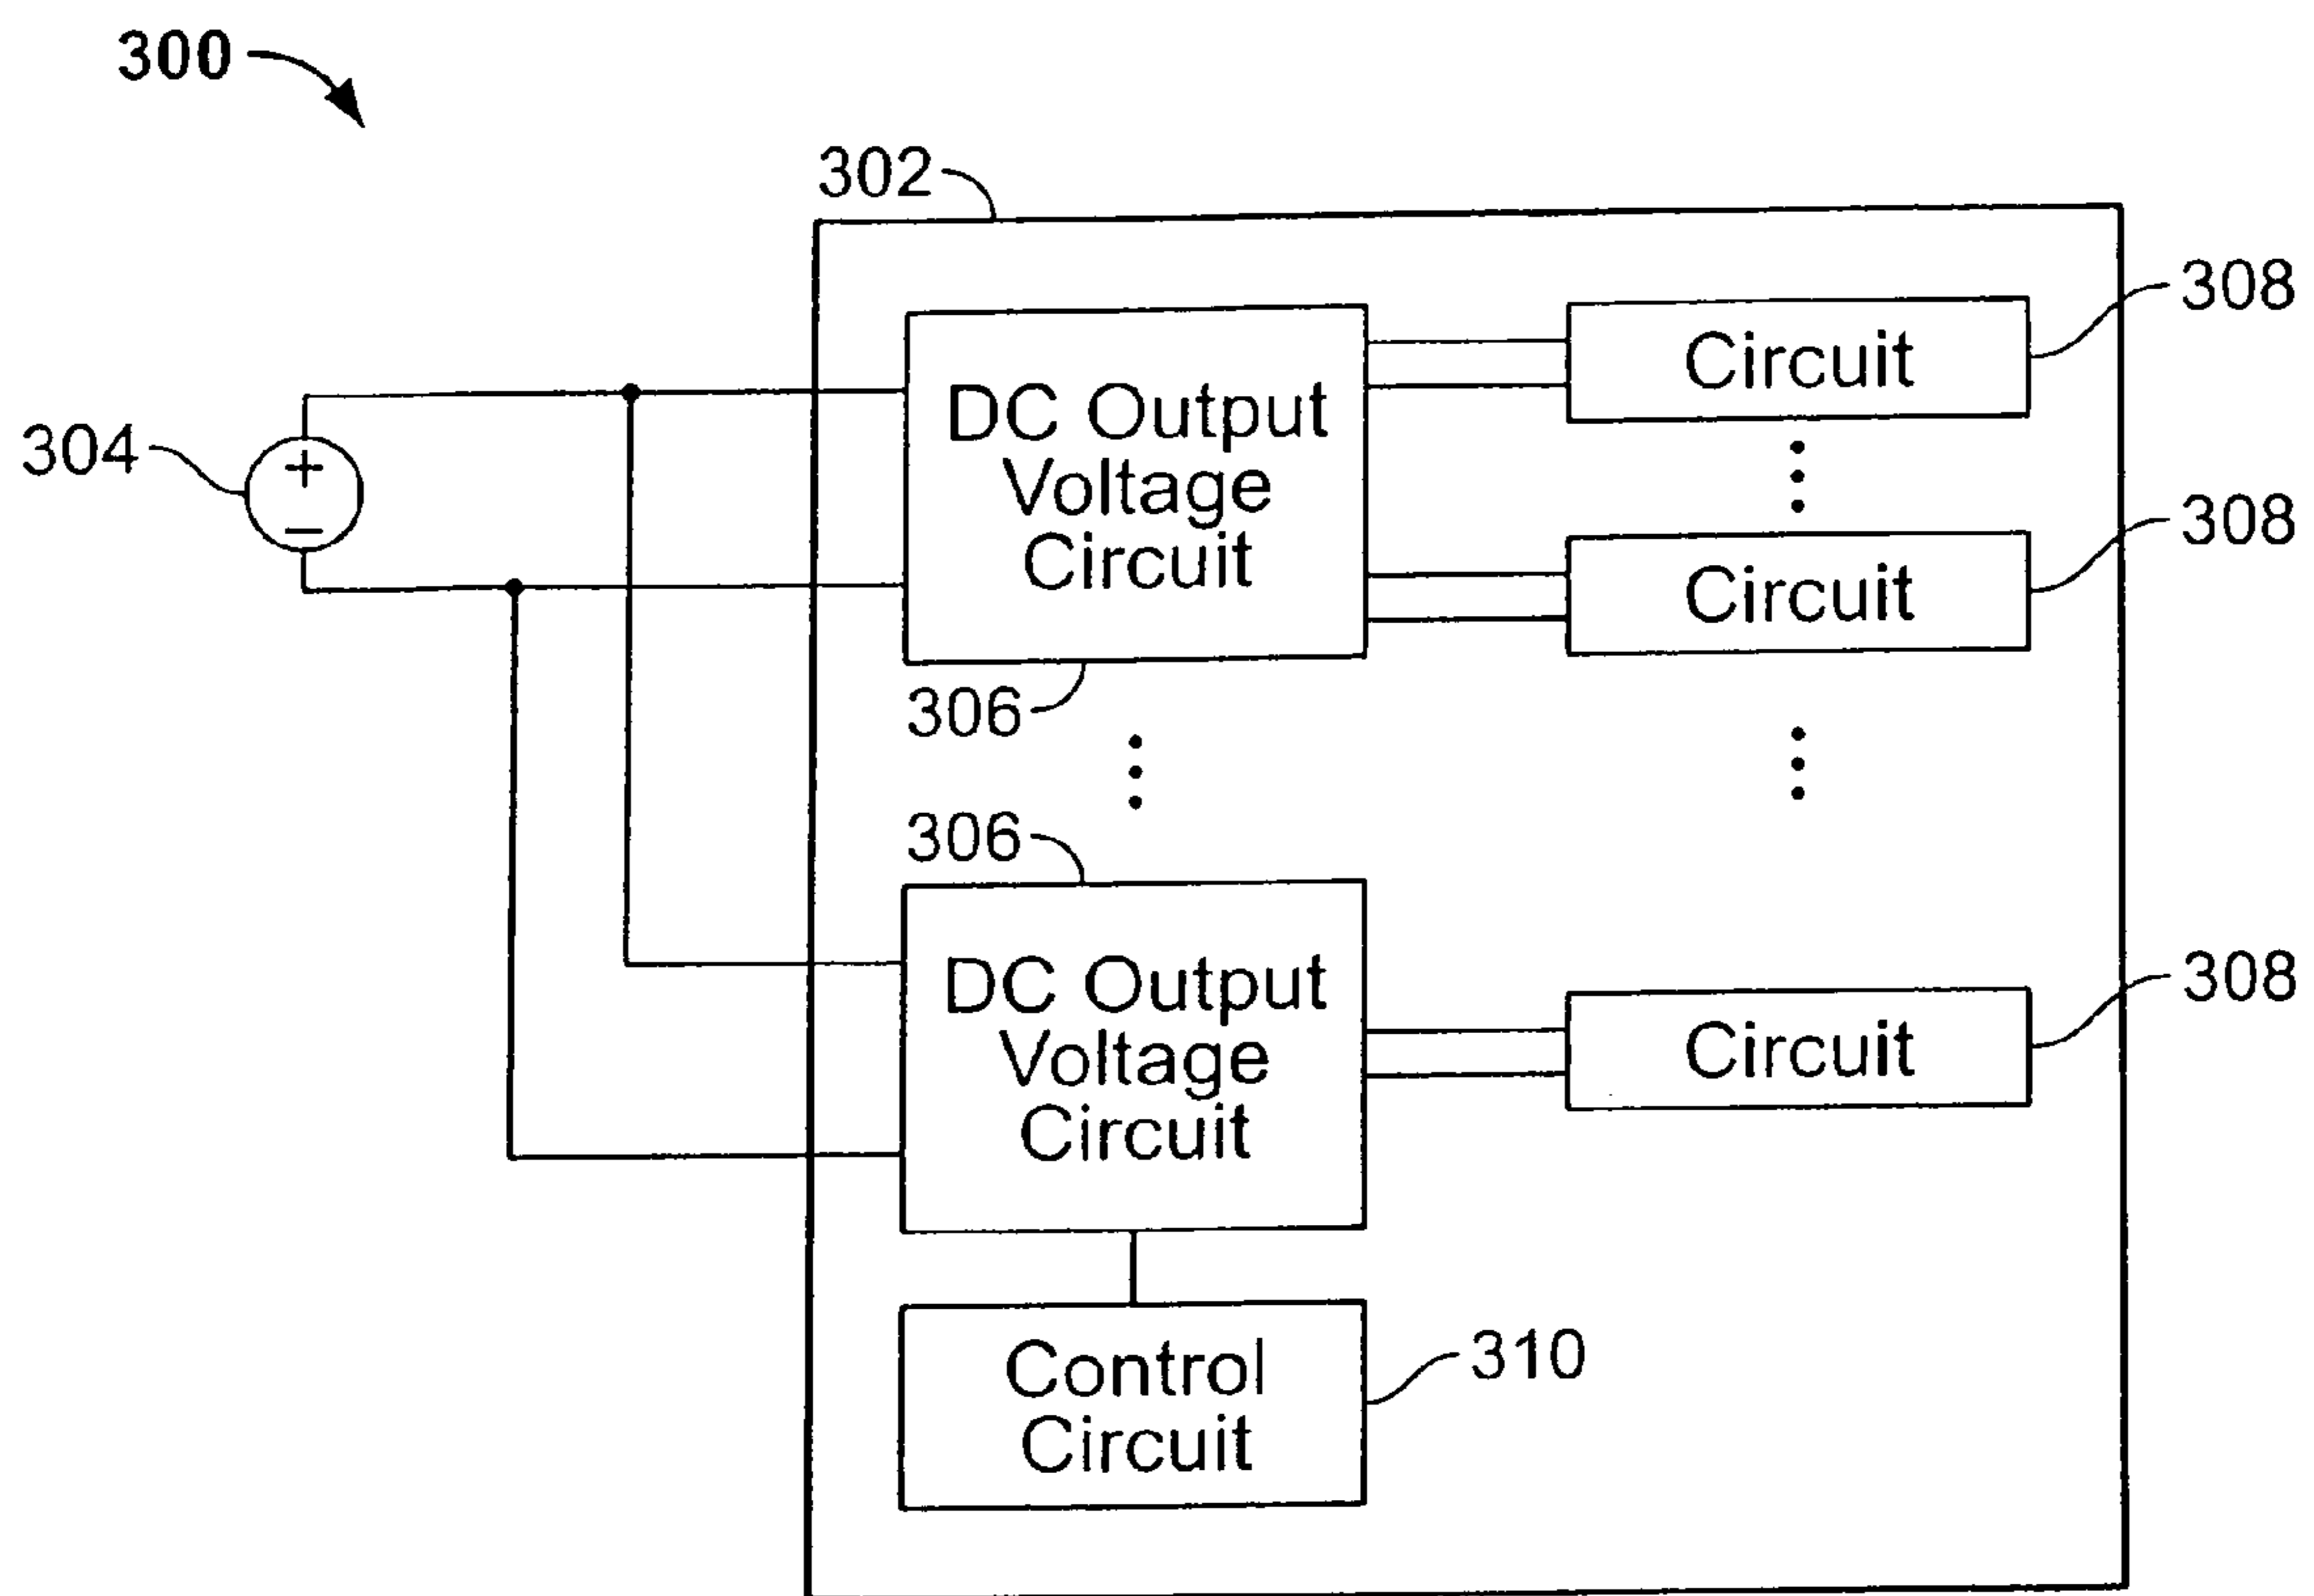 300
302
308
Circuit
304
+
−
DC Output
Voltage
Circuit
308
Circuit
306
306
DC Output
Voltage
Circuit
308
Circuit
310
Control
Circuit